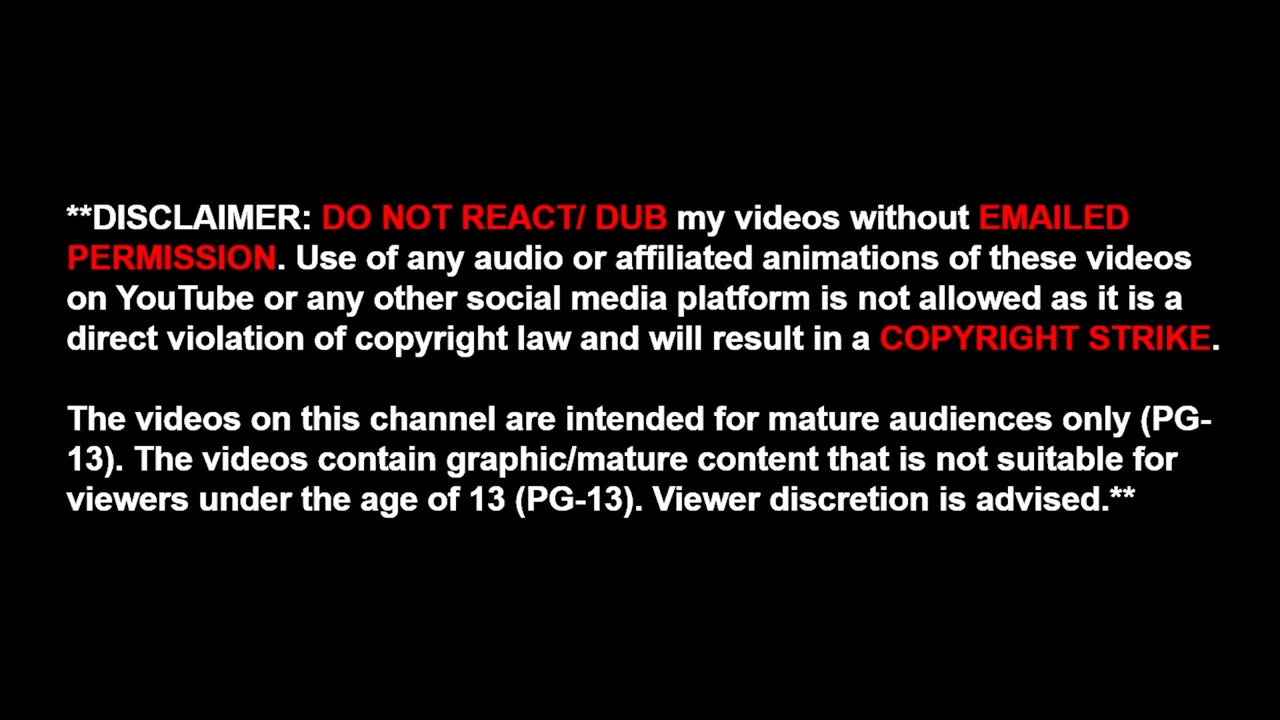 **DISCLAIMER: DO NOT REACT/ DUB my videos without EMAILED
PERMISSION. Use of any audio or affiliated animations of these videos
on YouTube or any other social media platform is not allowed as it is a
direct violation of copyright law and will result in a COPYRIGHT STRIKE.
The videos on this channel are intended for mature audiences only (PG-
13). The videos contain graphic/mature content that is not suitable for
viewers under the age of 13 (PG-13). Viewer discretion is advised.**